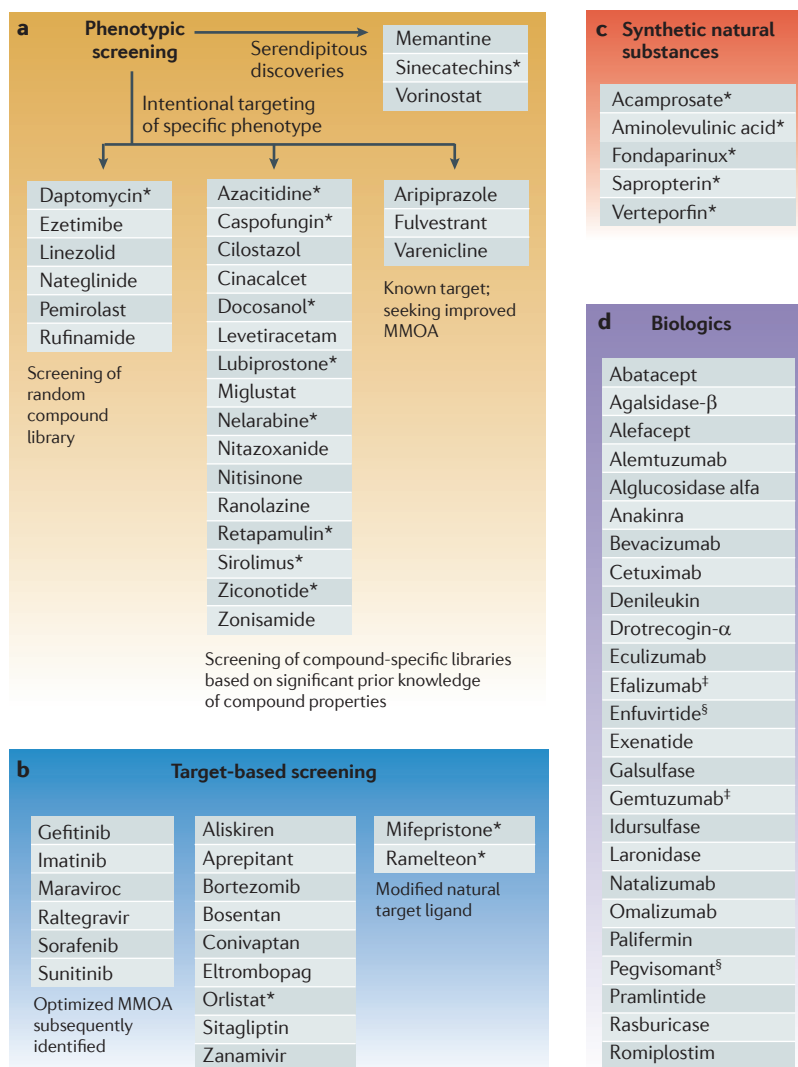 a
Phenotypic
screening
Serendipitous
discoveries
Memantine
Sinecatechins*
Vorinostat
Intentional targeting
of specific phenotype
Daptomycin*
Ezetimibe
Linezolid
Nateglinide
Pemirolast
Rufinamide
Screening of
random
compound
library
Azacitidine*
Caspofungin*
Cilostazol
Cinacalcet
Docosanol*
Levetiracetam
Lubiprostone*
Miglustat
Nelarabine*
Nitazoxanide
Nitisinone
Ranolazine
Retapamulin*
Sirolimus*
Ziconotide*
Zonisamide
Screening of compound-specific libraries
based on significant prior knowledge
of compound properties
Aripiprazole
Fulvestrant
Varenicline
Known target;
seeking improved
MMOA
b
Target-based screening
Gefitinib
Imatinib
Maraviroc
Raltegravir
Sorafenib
Sunitinib
Optimized MMOA
subsequently
identified
Aliskiren
Aprepitant
Bortezomib
Bosentan
Conivaptan
Eltrombopag
Orlistat*
Sitagliptin
Zanamivir
Mifepristone*
Ramelteon*
Modified natural
target ligand
c Synthetic natural
substances
Acamprosate*
Aminolevulinic acid*
Fondaparinux*
Sapropterin*
Verteporfin*
d Biologics
Abatacept
Agalsidase-β
Alefacept
Alemtuzumab
Alglucosidase alfa
Anakinra
Bevacizumab
Cetuximab
Denileukin
Drotrecogin-α
Eculizumab
Efalizumab‡
Enfuvirtide§
Exenatide
Galsulfase
Gemtuzumab‡
Idursulfase
Laronidase
Natalizumab
Omalizumab
Palifermin
Pegvisomant§
Pramlintide
Rasburicase
Romiplostim